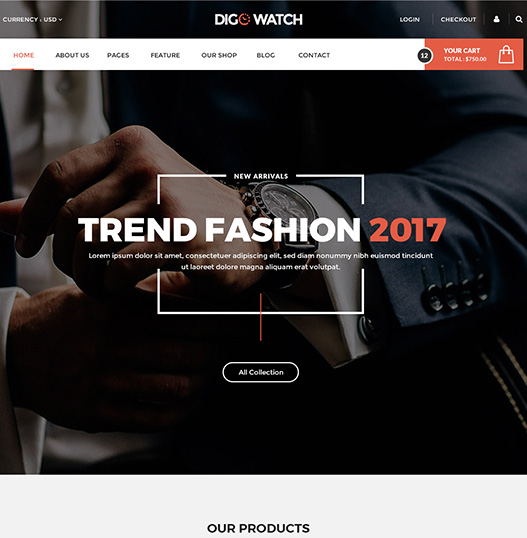 CURRENCY : USD
DIGOWATCH
LOGIN
CHECKOUT
HOME
ABOUT US
PAGES
FEATURE
OUR SHOP
BLOG
CONTACT
12
YOUR CART
TOTAL : $750.00
NEW ARRIVALS
TREND FASHION 2017
Lorem ipsum dolor sit amet, consectetuer adipiscing elit, sed diam nonummy nibh euismod tincidunt
ut laoreet dolore magna aliquam erat volutpat.
All Collection
OUR PRODUCTS